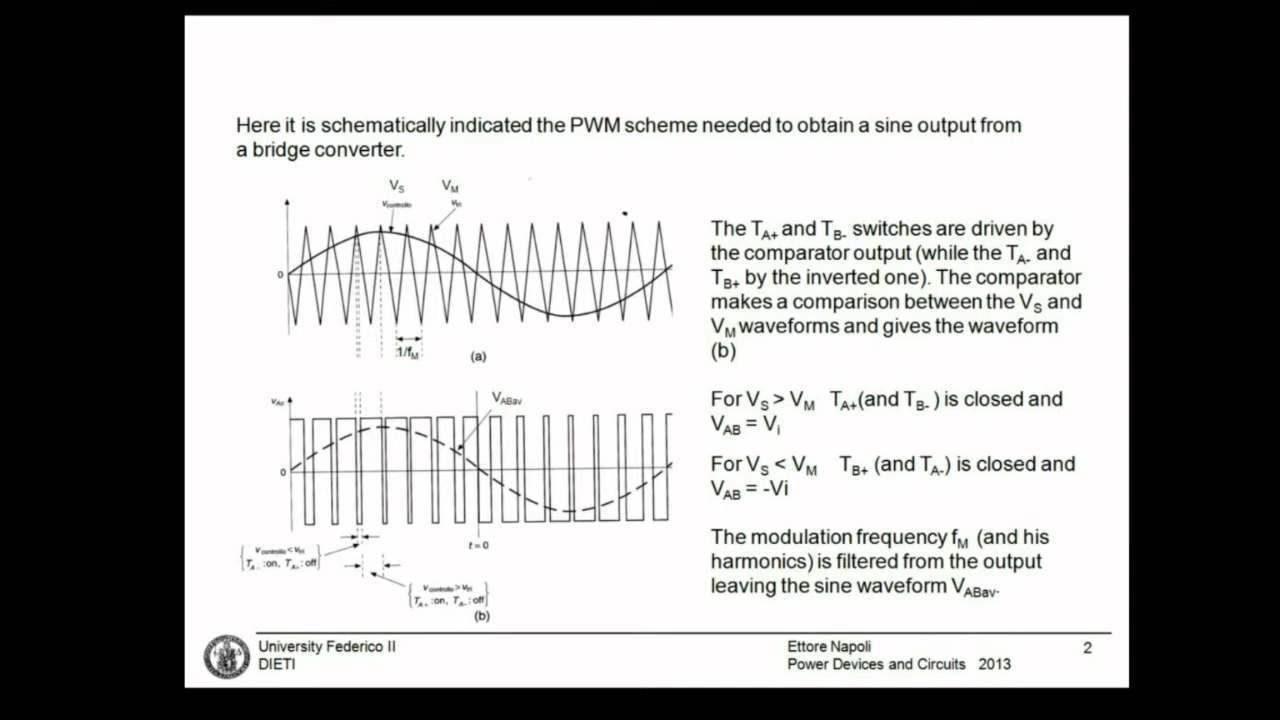 Here it is schematically indicated the PWM scheme needed to obtain a sine output from
a bridge converter.
VS VM
vcontrollo vtri
0
1/fM
(a)
The TA+ and TB- switches are driven by
the comparator output (while the TA- and
TB+ by the inverted one). The comparator
makes a comparison between the VS and
VM waveforms and gives the waveform
(b)
vAo
VABav
0
t = 0
For VS > VM TA+(and TB- ) is closed and
VAB = Vi
For VS < VM TB+ (and TA-) is closed and
VAB = -Vi
vcontrollo < vtri
TA- : on, TA+ : off
vcontrollo > vtri
TA+ : on, TA- : off
(b)
The modulation frequency fM (and his
harmonics) is filtered from the output
leaving the sine waveform VABav.
University Federico II
DIETI
Ettore Napoli
Power Devices and Circuits 2013
2